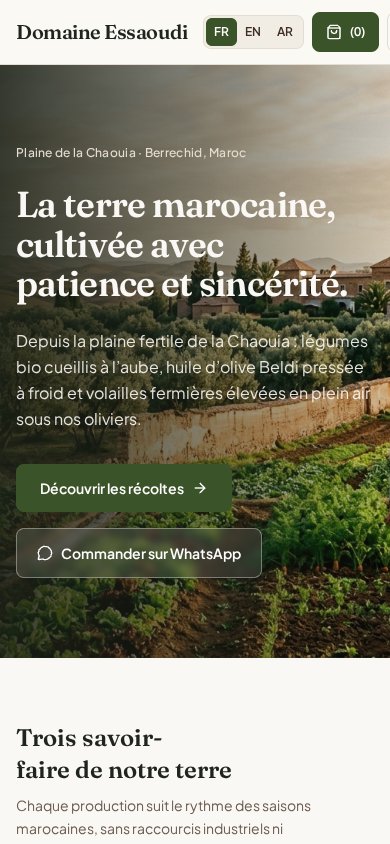 Domaine Essaoudi
FR EN AR
(0)
Plaine de la Chaouia · Berrechid, Maroc
La terre marocaine,
cultivée avec
patience et sincérité.
Depuis la plaine fertile de la Chaouia : légumes
bio cueillis à l’aube, huile d’olive Beldi pressée
à froid et volailles fermières élevées en plein air
sous nos oliviers.
Découvrir les récoltes
Commander sur WhatsApp
Trois savoir-
faire de notre terre
Chaque production suit le rythme des saisons
marocaines, sans raccourcis industriels ni